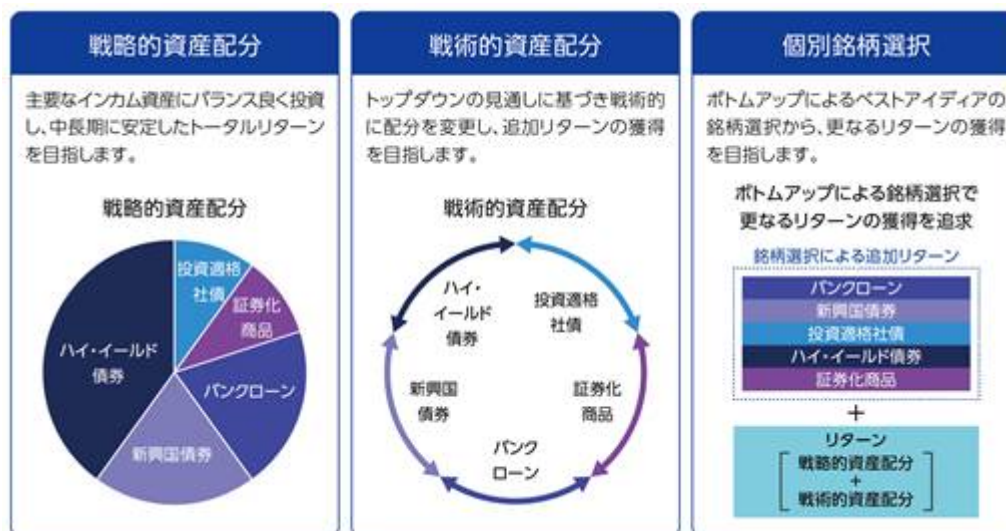 戦略的資産配分
主要なインカム資産にバランス良く投資
し、中長期に安定したトータルリターン
を目指します。
戦略的資産配分
投資適格
社債
証券化
商品
ハイ・イールド
債券
バンクローン
新興国債券
戦術的資産配分
トップダウンの見通しに基づき戦術的
に配分を変更し、追加リターンの獲得
を目指します。
戦術的資産配分
ハイ・
イールド
債券
投資適格
社債
新興国
債券
証券化
商品
バンク
ローン
個別銘柄選択
ボトムアップによるベストアイディアの
銘柄選択から、更なるリターンの獲得
を目指します。
ボトムアップによる銘柄選択で
更なるリターンの獲得を追求
銘柄選択による追加リターン
バンクローン
新興国債券
投資適格社債
ハイ・イールド債券
証券化商品
+
リターン
戦略的資産配分
+
戦術的資産配分